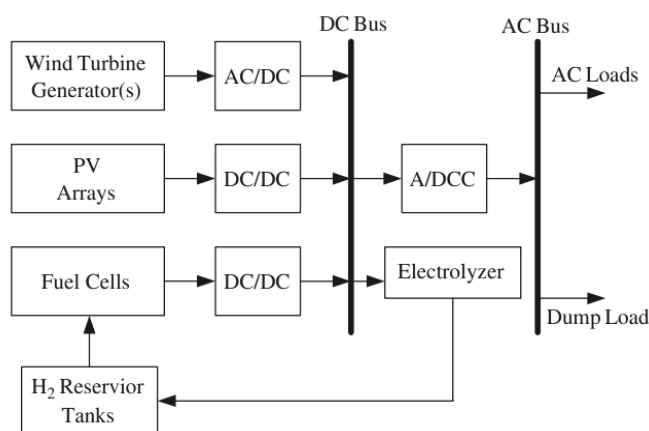 DC Bus
AC Bus
Wind Turbine
Generator(s)
AC/DC
AC Loads
PV
Arrays
DC/DC
A/DCC
Fuel Cells
DC/DC
Electrolyzer
Dump Load
H₂ Reservior
Tanks